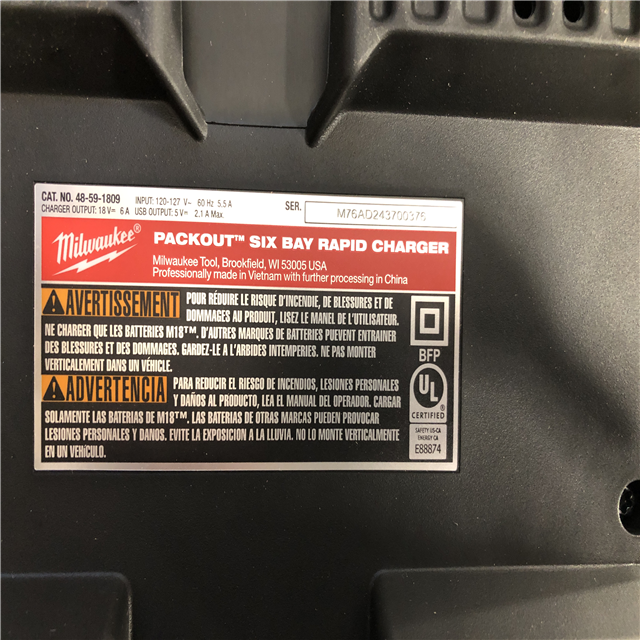 CAT. NO. 48-59-1809 INPUT: 120-127 V~ 60 Hz 5.5 A SER. M76AD243700376
CHARGER OUTPUT: 18 V⎓ 6 A USB OUTPUT: 5 V⎓ 2.1 A Max.
Milwaukee® PACKOUT™ SIX BAY RAPID CHARGER
Milwaukee Tool, Brookfield, WI 53005 USA
Professionally made in Vietnam with further processing in China
AVERTISSEMENT POUR RÉDUIRE LE RISQUE D'INCENDIE, DE BLESSURES ET DE
DOMMAGES AU PRODUIT, LISEZ LE MANEL DE L'UTILISATEUR.
NE CHARGER QUE LES BATTERIES M18™. D'AUTRES MARQUES DE BATTERIES PEUVENT ENTRAINER
DES BLESSURES ET DES DOMMAGES. GARDEZ-LE A L'ABRIES INTEMPERIES. NE PAS MONTER
VERTICALEMENT DANS UN VÉHICLE.
ADVERTENCIA PARA REDUCIR EL RIESGO DE INCENDIOS, LESIONES PERSONALES
Y DAÑOS AL PRODUCTO, LEA EL MANUAL DEL OPERADOR. CARGAR
SOLAMENTE LAS BATERIAS DE M18™. LAS BATERIAS DE OTRAS MARCAS PUEDEN PROVOCAR
LESIONES PERSONALES Y DANOS. EVITE LA EXPOSICION A LA LLUVIA. NO LO MONTE VERTICALMENTE
EN UN VEHíCULO.
BFP
UL
CERTIFIED
SAFETY US-CA
ENERGY CA
E88874